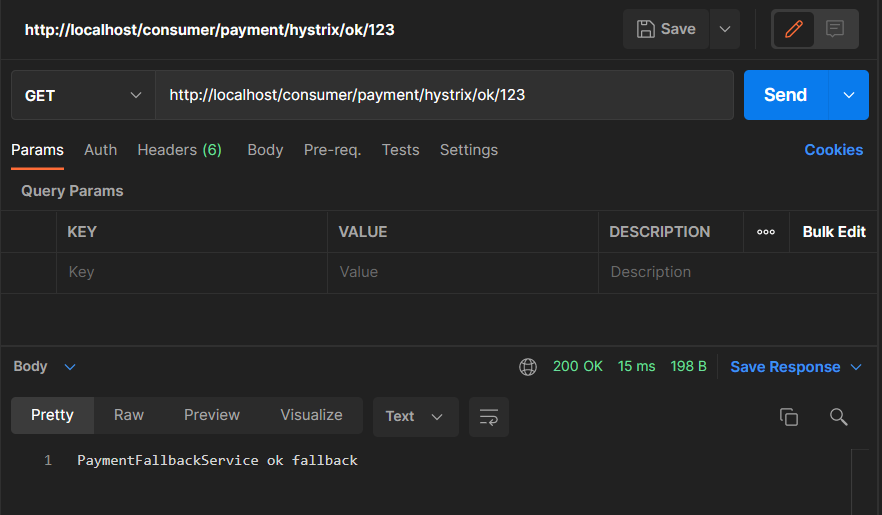 http://localhost/consumer/payment/hystrix/ok/123 Save
GET http://localhost/consumer/payment/hystrix/ok/123 Send
Params Auth Headers (6) Body Pre-req. Tests Settings Cookies
Query Params
KEY VALUE DESCRIPTION Bulk Edit
Key Value Description
Body 200 OK 15 ms 198 B Save Response
Pretty Raw Preview Visualize Text
1 PaymentFallbackService ok fallback